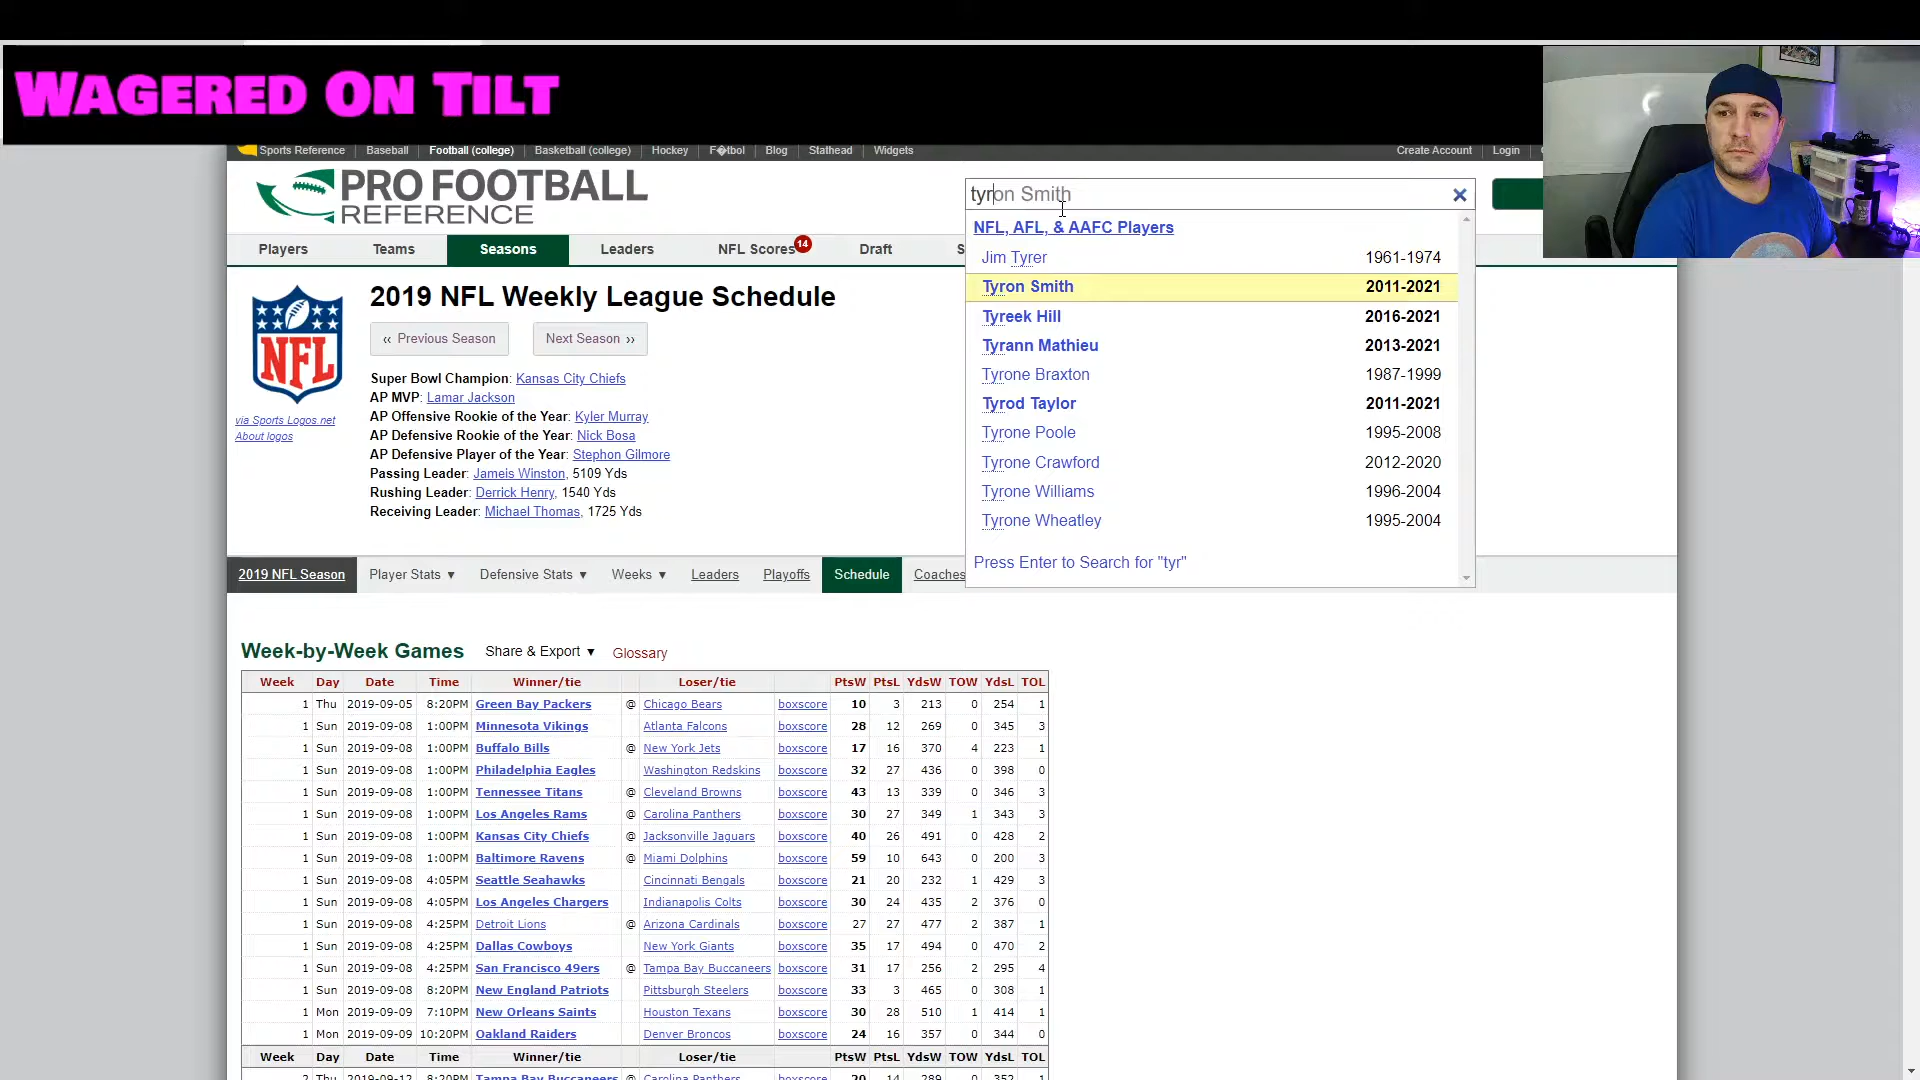 WAGERED ON TILT
Sports Reference Baseball Football (college) Basketball (college) Hockey F�tbol Blog Stathead Widgets Create Account Login
PRO FOOTBALL
REFERENCE
tyron Smith
Players Teams Seasons Leaders NFL Scores 14 Draft S
NFL, AFL, & AAFC Players
Jim Tyrer 1961-1974
Tyron Smith 2011-2021
Tyreek Hill 2016-2021
Tyrann Mathieu 2013-2021
Tyrone Braxton 1987-1999
Tyrod Taylor 2011-2021
Tyrone Poole 1995-2008
Tyrone Crawford 2012-2020
Tyrone Williams 1996-2004
Tyrone Wheatley 1995-2004
Press Enter to Search for "tyr"
NFL
via Sports Logos.net
About logos
2019 NFL Weekly League Schedule
‹‹ Previous Season Next Season ››
Super Bowl Champion: Kansas City Chiefs
AP MVP: Lamar Jackson
AP Offensive Rookie of the Year: Kyler Murray
AP Defensive Rookie of the Year: Nick Bosa
AP Defensive Player of the Year: Stephon Gilmore
Passing Leader: Jameis Winston, 5109 Yds
Rushing Leader: Derrick Henry, 1540 Yds
Receiving Leader: Michael Thomas, 1725 Yds
2019 NFL Season Player Stats ▼ Defensive Stats ▼ Weeks ▼ Leaders Playoffs Schedule Coaches
Week-by-Week Games Share & Export ▼ Glossary
Week Day Date Time Winner/tie Loser/tie PtsW PtsL YdsW TOW YdsL TOL
1 Thu 2019-09-05 8:20PM Green Bay Packers @ Chicago Bears boxscore 10 3 213 0 254 1
1 Sun 2019-09-08 1:00PM Minnesota Vikings Atlanta Falcons boxscore 28 12 269 0 345 3
1 Sun 2019-09-08 1:00PM Buffalo Bills @ New York Jets boxscore 17 16 370 4 223 1
1 Sun 2019-09-08 1:00PM Philadelphia Eagles Washington Redskins boxscore 32 27 436 0 398 0
1 Sun 2019-09-08 1:00PM Tennessee Titans @ Cleveland Browns boxscore 43 13 339 0 346 3
1 Sun 2019-09-08 1:00PM Los Angeles Rams @ Carolina Panthers boxscore 30 27 349 1 343 3
1 Sun 2019-09-08 1:00PM Kansas City Chiefs @ Jacksonville Jaguars boxscore 40 26 491 0 428 2
1 Sun 2019-09-08 1:00PM Baltimore Ravens @ Miami Dolphins boxscore 59 10 643 0 200 3
1 Sun 2019-09-08 4:05PM Seattle Seahawks Cincinnati Bengals boxscore 21 20 232 1 429 3
1 Sun 2019-09-08 4:05PM Los Angeles Chargers Indianapolis Colts boxscore 30 24 435 2 376 0
1 Sun 2019-09-08 4:25PM Detroit Lions @ Arizona Cardinals boxscore 27 27 477 2 387 1
1 Sun 2019-09-08 4:25PM Dallas Cowboys New York Giants boxscore 35 17 494 0 470 2
1 Sun 2019-09-08 4:25PM San Francisco 49ers @ Tampa Bay Buccaneers boxscore 31 17 256 2 295 4
1 Sun 2019-09-08 8:20PM New England Patriots Pittsburgh Steelers boxscore 33 3 465 0 308 1
1 Mon 2019-09-09 7:10PM New Orleans Saints Houston Texans boxscore 30 28 510 1 414 1
1 Mon 2019-09-09 10:20PM Oakland Raiders Denver Broncos boxscore 24 16 357 0 344 0
Week Day Date Time Winner/tie Loser/tie PtsW PtsL YdsW TOW YdsL TOL
2 Thu 2019-09-12 8:20PM Tampa Bay Buccaneers @ Carolina Panthers boxscore 20 14 289 0 352 1